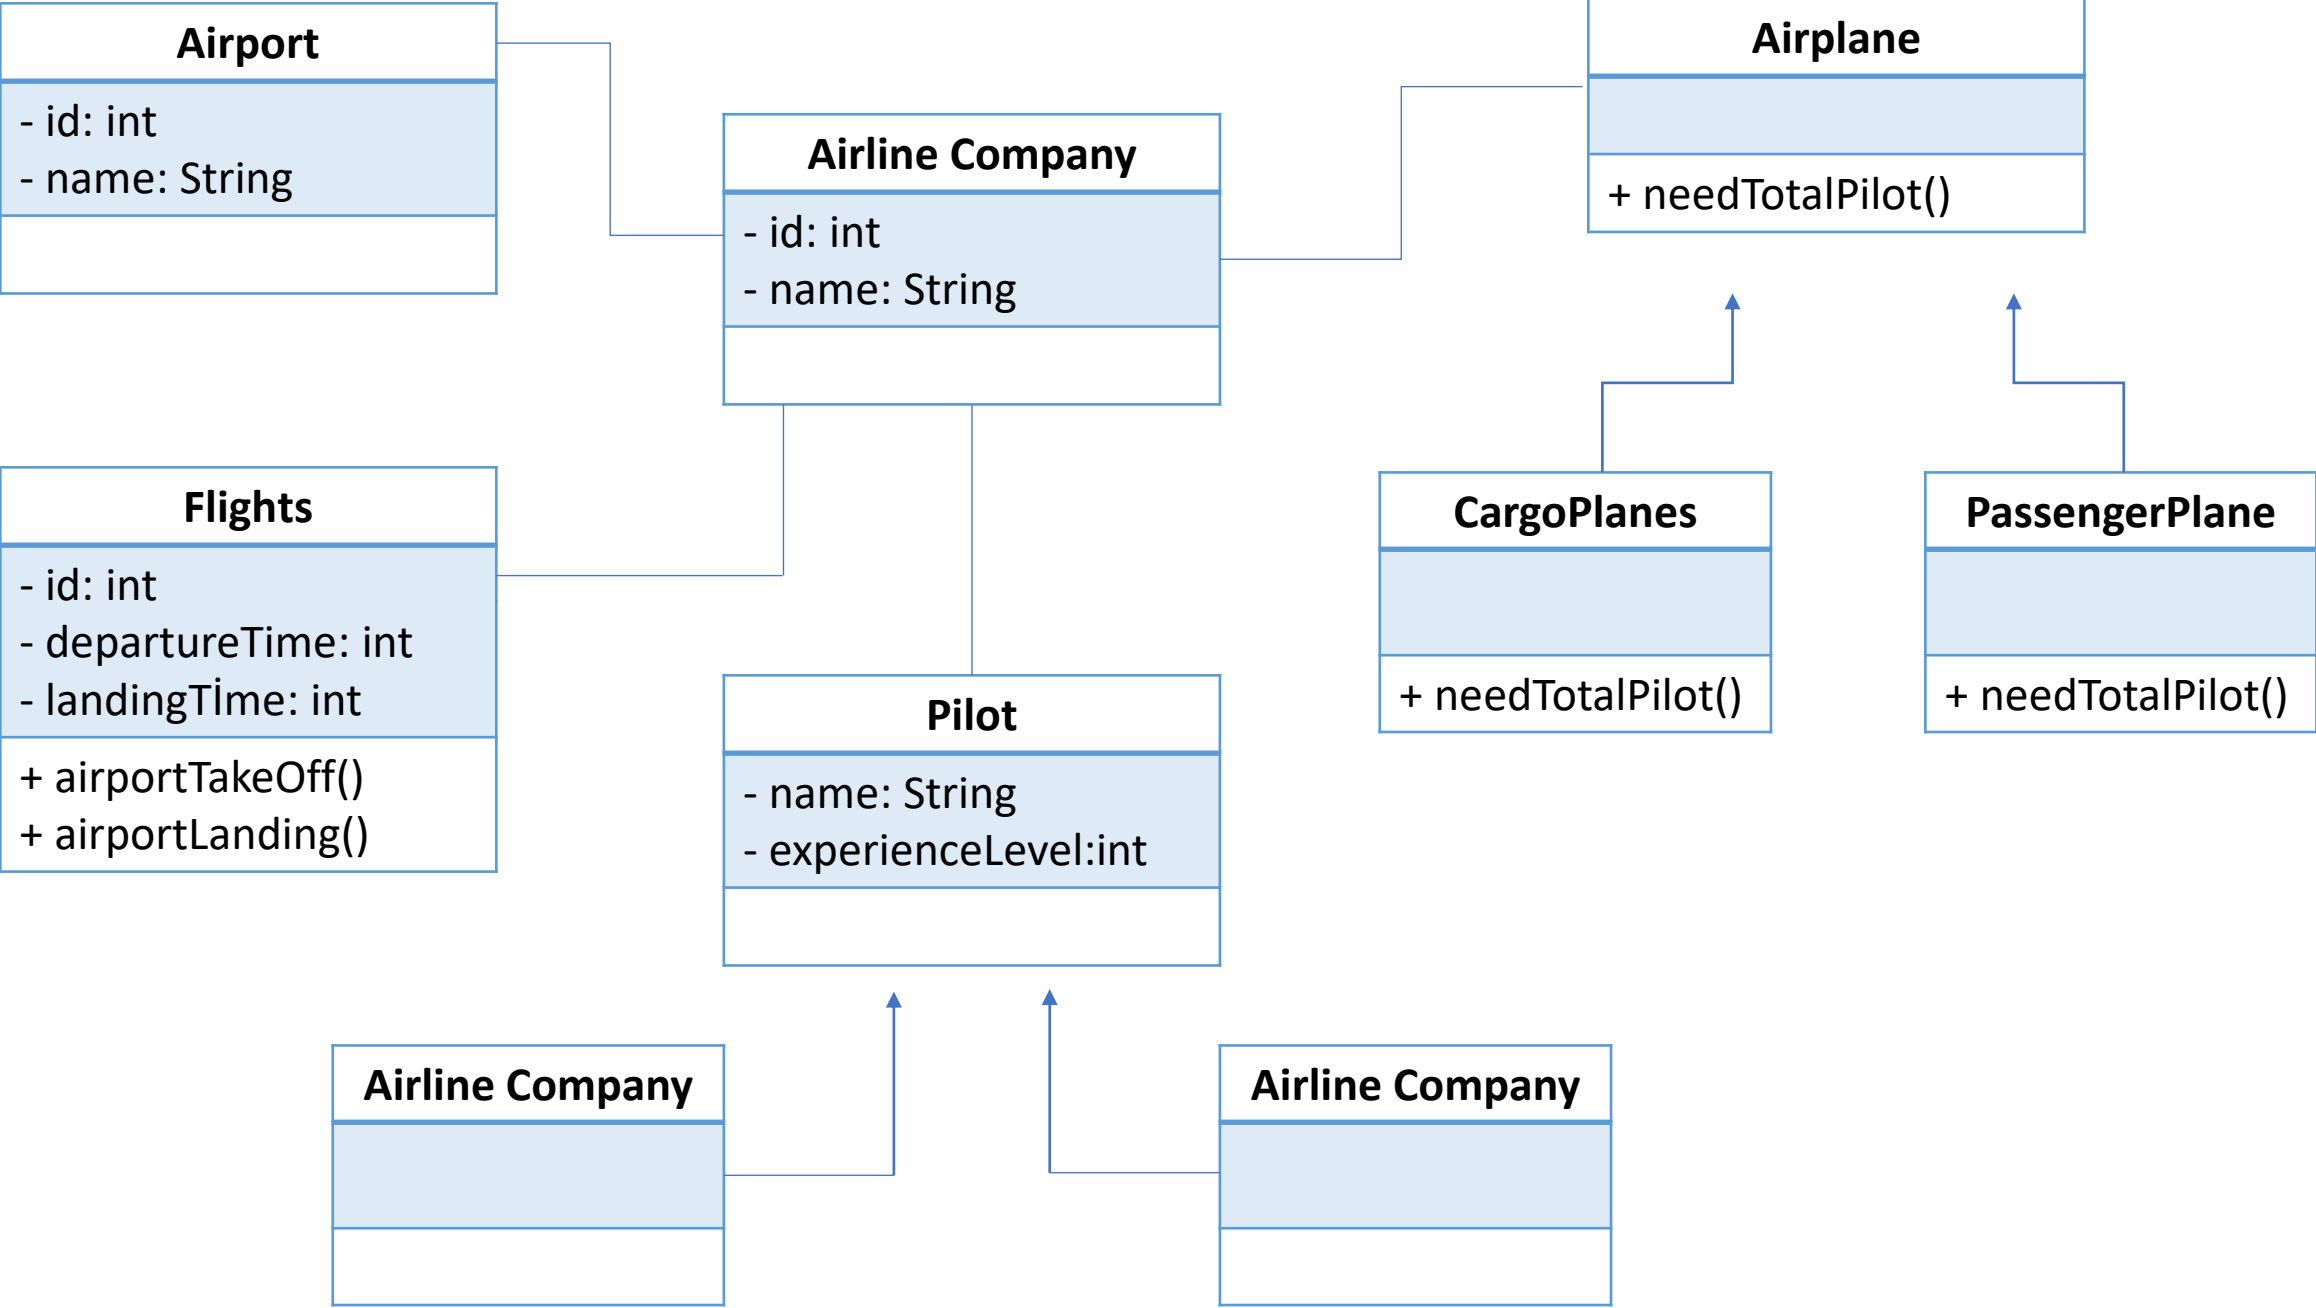 Airport
- id: int
- name: String
Airline Company
- id: int
- name: String
Airplane
+ needTotalPilot()
Flights
- id: int
- departureTime: int
- landingTİme: int
+ airportTakeOff()
+ airportLanding()
Pilot
- name: String
- experienceLevel:int
CargoPlanes
+ needTotalPilot()
PassengerPlane
+ needTotalPilot()
Airline Company
Airline Company